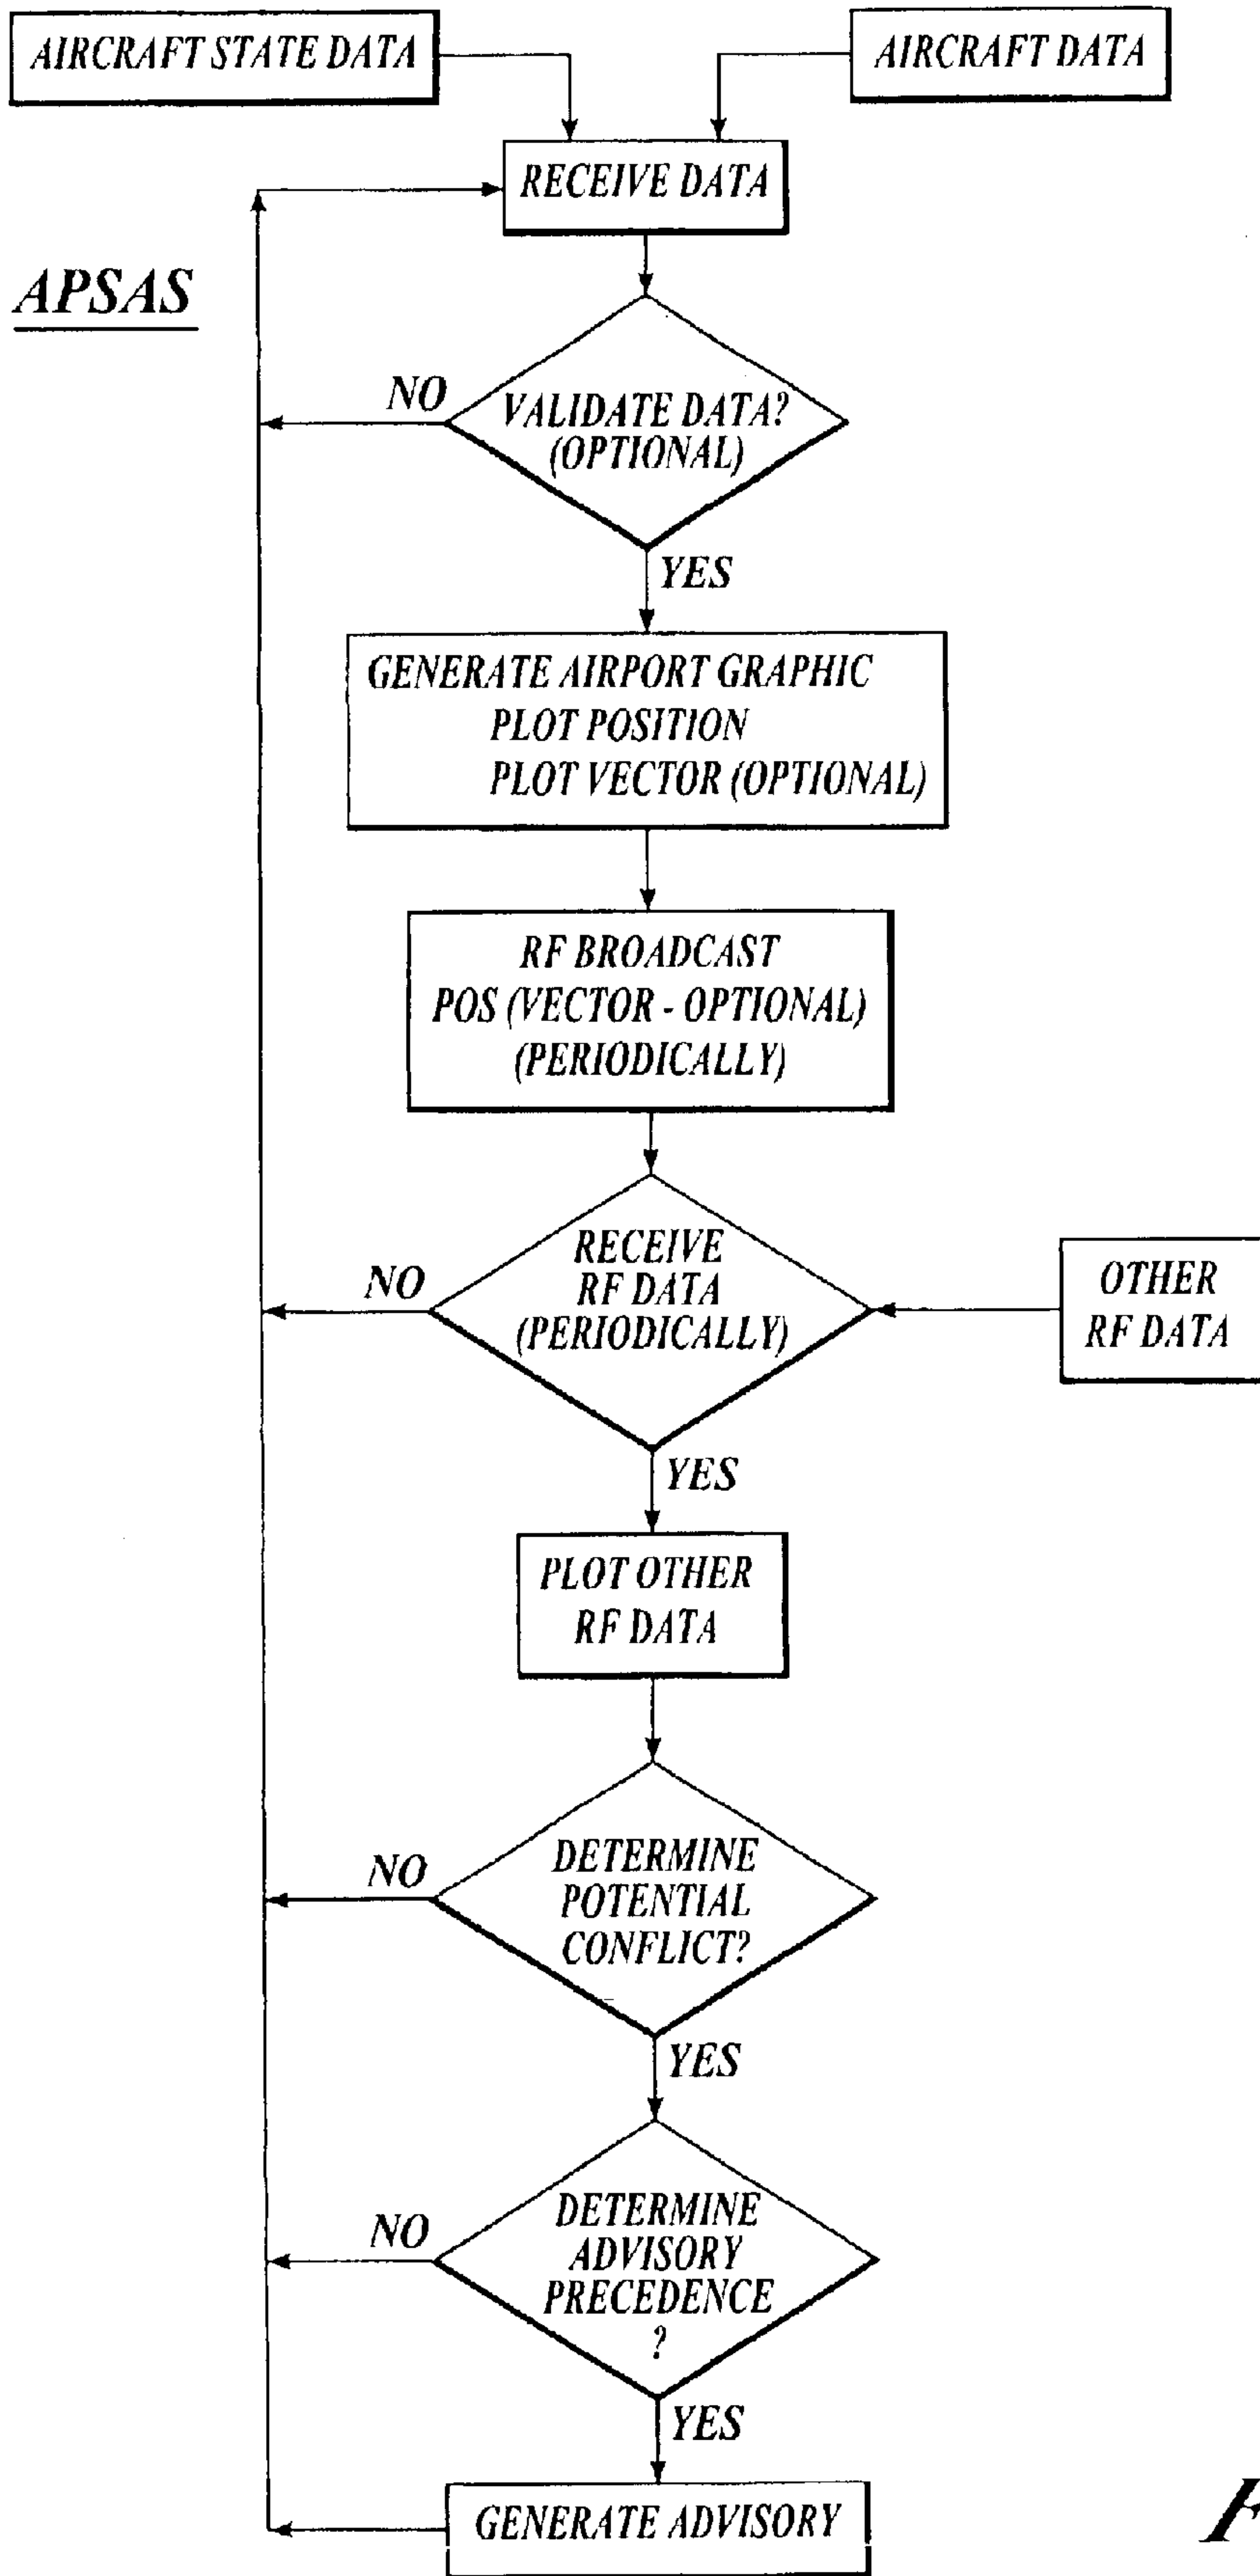 AIRCRAFT STATE DATA
AIRCRAFT DATA
RECEIVE DATA
APSAS
NO
VALIDATE DATA?
(OPTIONAL)
YES
GENERATE AIRPORT GRAPHIC
PLOT POSITION
PLOT VECTOR (OPTIONAL)
RF BROADCAST
POS (VECTOR - OPTIONAL)
(PERIODICALLY)
NO
RECEIVE
RF DATA
(PERIODICALLY)
OTHER
RF DATA
YES
PLOT OTHER
RF DATA
NO
DETERMINE
POTENTIAL
CONFLICT?
YES
NO
DETERMINE
ADVISORY
PRECEDENCE
?
YES
GENERATE ADVISORY